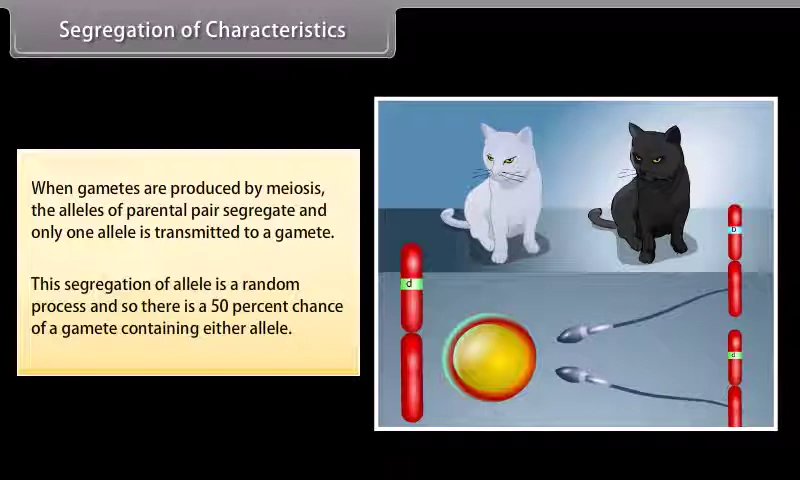 Segregation of Characteristics
When gametes are produced by meiosis,
the alleles of parental pair segregate and
only one allele is transmitted to a gamete.
This segregation of allele is a random
process and so there is a 50 percent chance
of a gamete containing either allele.
b
d
d